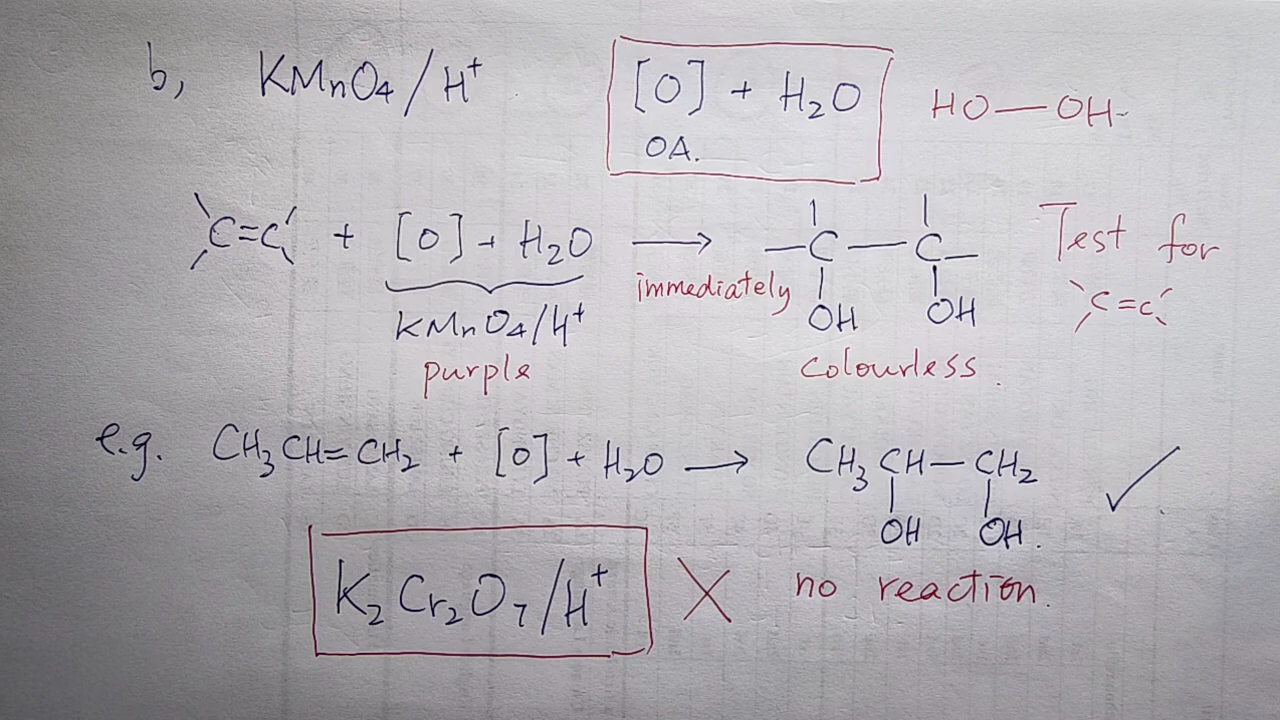 b, KMnO4/H+ [O] + H2O HO—OH
OA.
C=C + [O] + H2O → —C—C— Test for
immediately
OH OH C=C
KMnO4/H+
purple colourless.
e.g. CH3CH=CH2 + [O] + H2O → CH3CH—CH2 ✓
OH OH.
K2Cr2O7/H+ X no reaction.